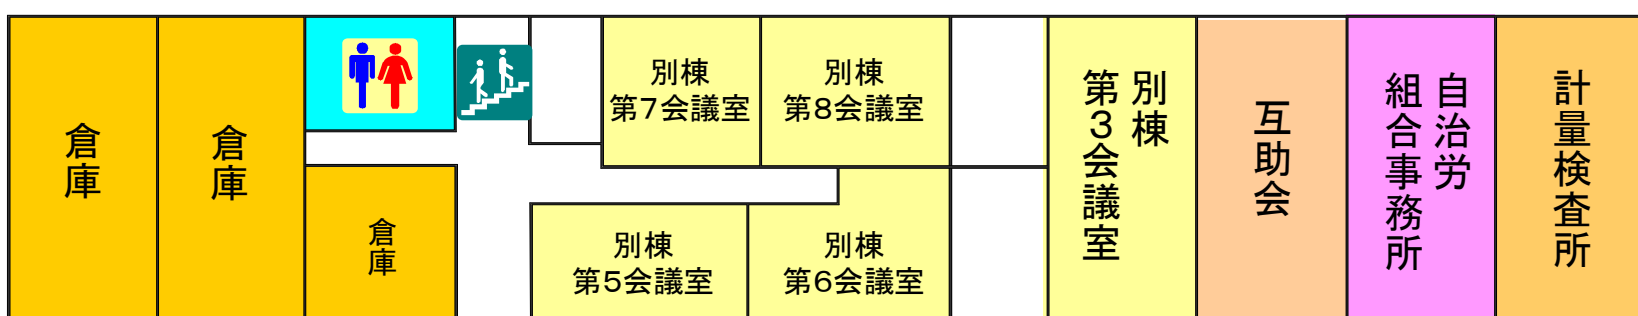 倉庫
倉庫
倉庫
別棟
第7会議室
別棟
第8会議室
別棟
第5会議室
別棟
第6会議室
別棟
第３会議室
互助会
自治労
組合事務所
計量検査所